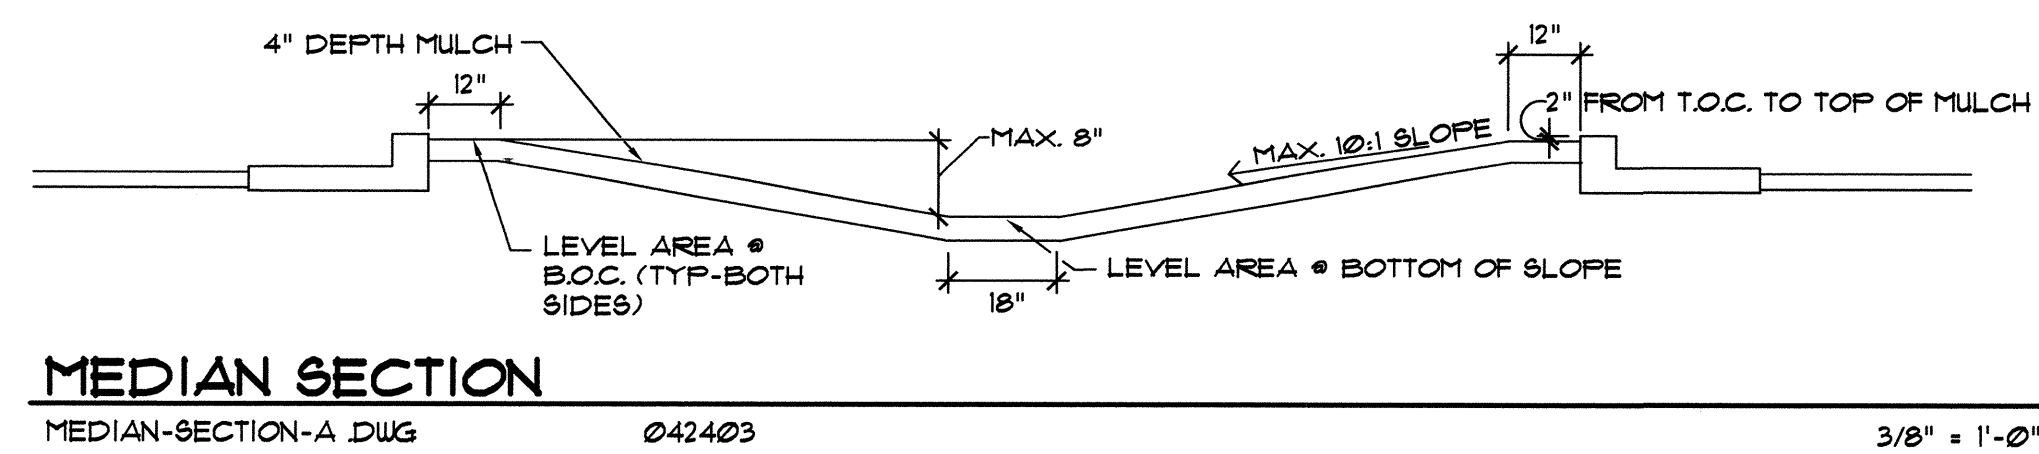 4" DEPTH MULCH
12"
12"
2" FROM T.O.C. TO TOP OF MULCH
MAX. 8"
MAX. 10:1 SLOPE
LEVEL AREA @
B.O.C. (TYP-BOTH
SIDES)
LEVEL AREA @ BOTTOM OF SLOPE
18"
MEDIAN SECTION
MEDIAN-SECTION-A .DWG
042403
3/8" = 1'-0"